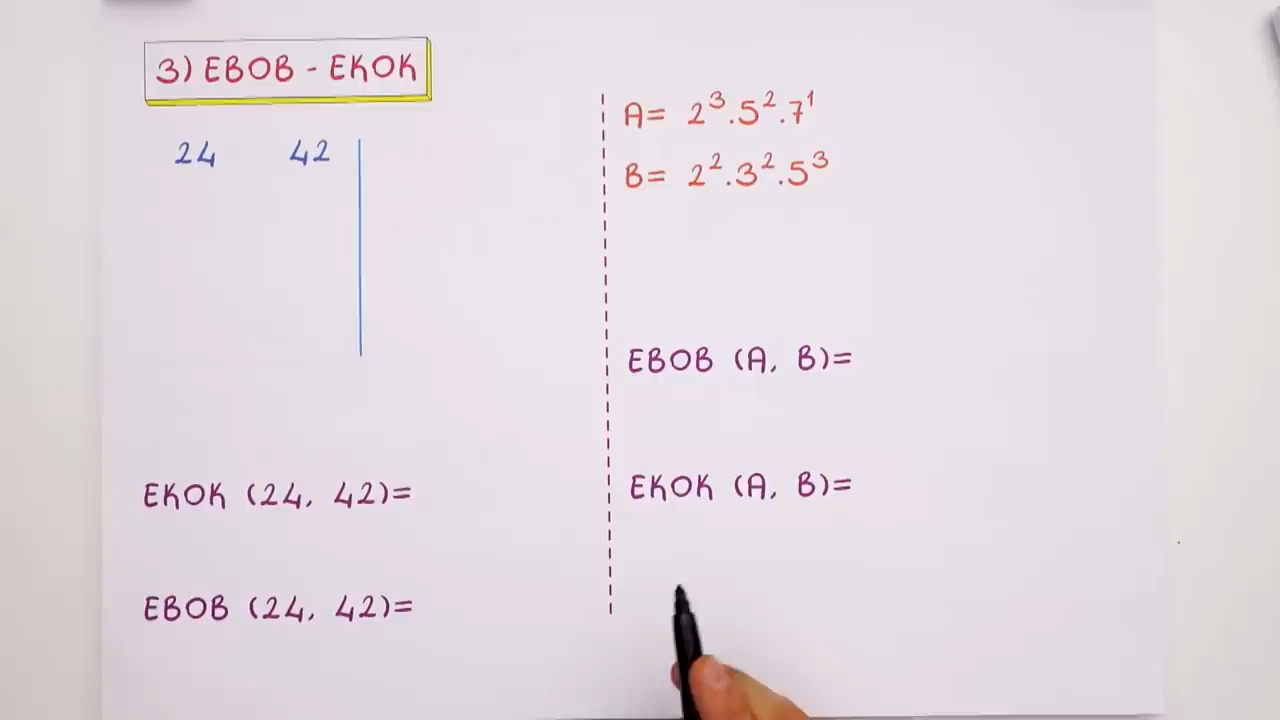 3) EBOB - EKOK
24 42
EKOK (24, 42)=
EBOB (24, 42)=
A= 2³.5².7¹
B= 2².3².5³
EBOB (A, B)=
EKOK (A, B)=